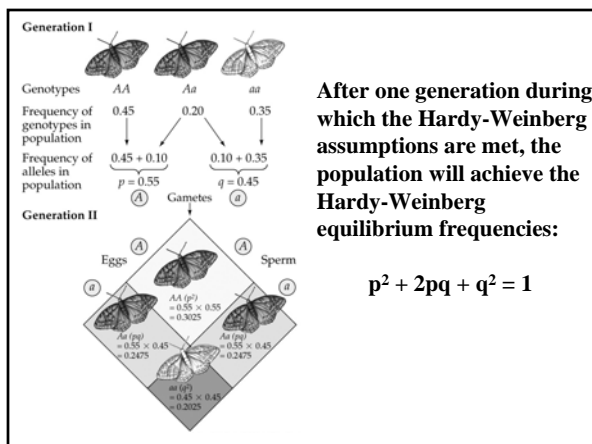 Generation I
Genotypes AA Aa aa
Frequency of genotypes in population 0.45 0.20 0.35
Frequency of alleles in population 0.45 + 0.10 0.10 + 0.35
p = 0.55 q = 0.45
A a
Generation II
Gametes
A A
Eggs Sperm
a a
AA (p²)
= 0.55 × 0.55
= 0.3025
Aa (pq)
= 0.55 × 0.45
= 0.2475
Aa (pq)
= 0.55 × 0.45
= 0.2475
aa (q²)
= 0.45 × 0.45
= 0.2025
After one generation during
which the Hardy-Weinberg
assumptions are met, the
population will achieve the
Hardy-Weinberg
equilibrium frequencies:
p² + 2pq + q² = 1